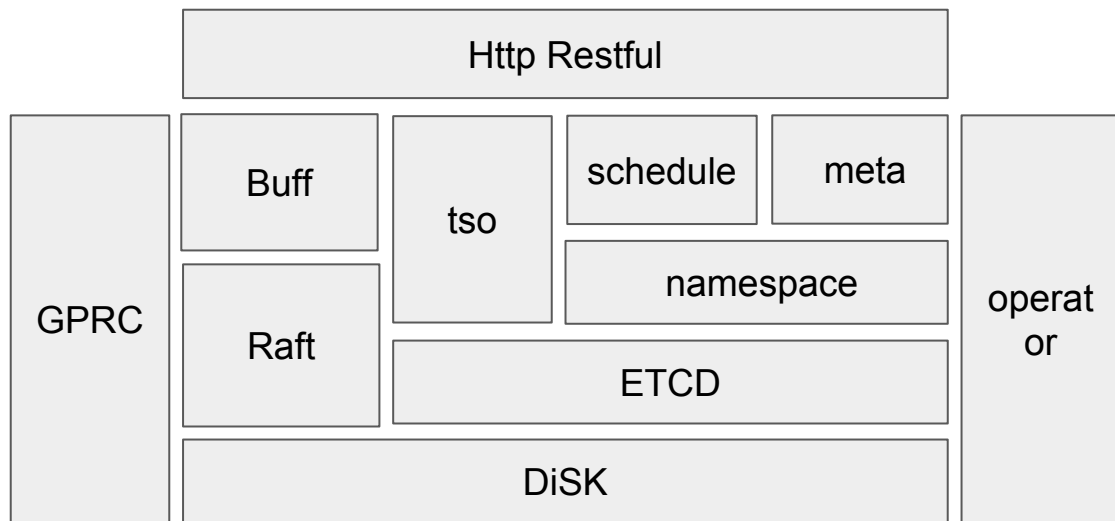 Http Restful
GPRC
Buff
tso
schedule
meta
namespace
operat
or
Raft
ETCD
DiSK